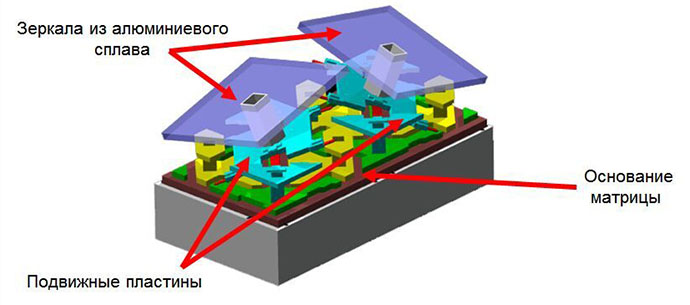 Зеркала из алюминиевого
сплава
Основание
матрицы
Подвижные пластины